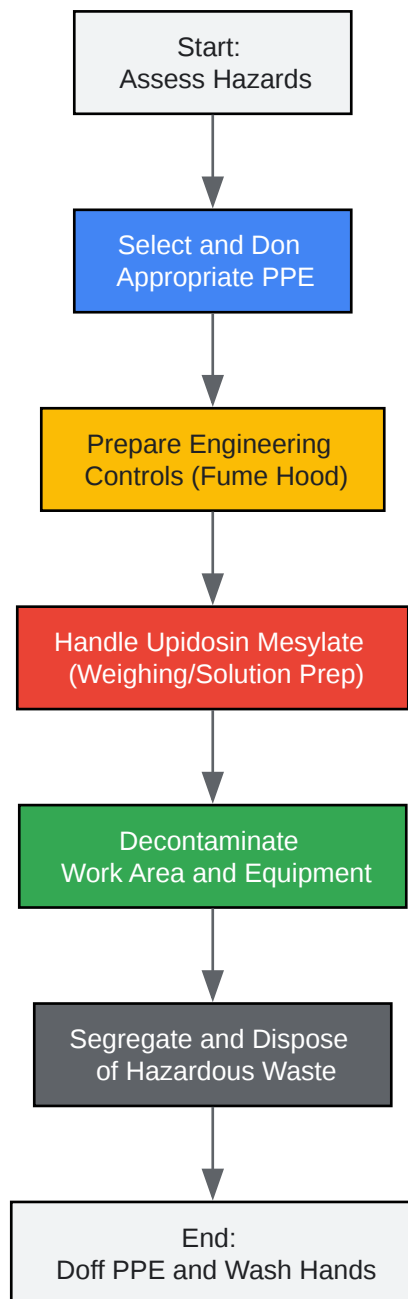 Start:
Assess Hazards
Select and Don
Appropriate PPE
Prepare Engineering
Controls (Fume Hood)
Handle Upidosin Mesylate
(Weighing/Solution Prep)
Decontaminate
Work Area and Equipment
Segregate and Dispose
of Hazardous Waste
End:
Doff PPE and Wash Hands